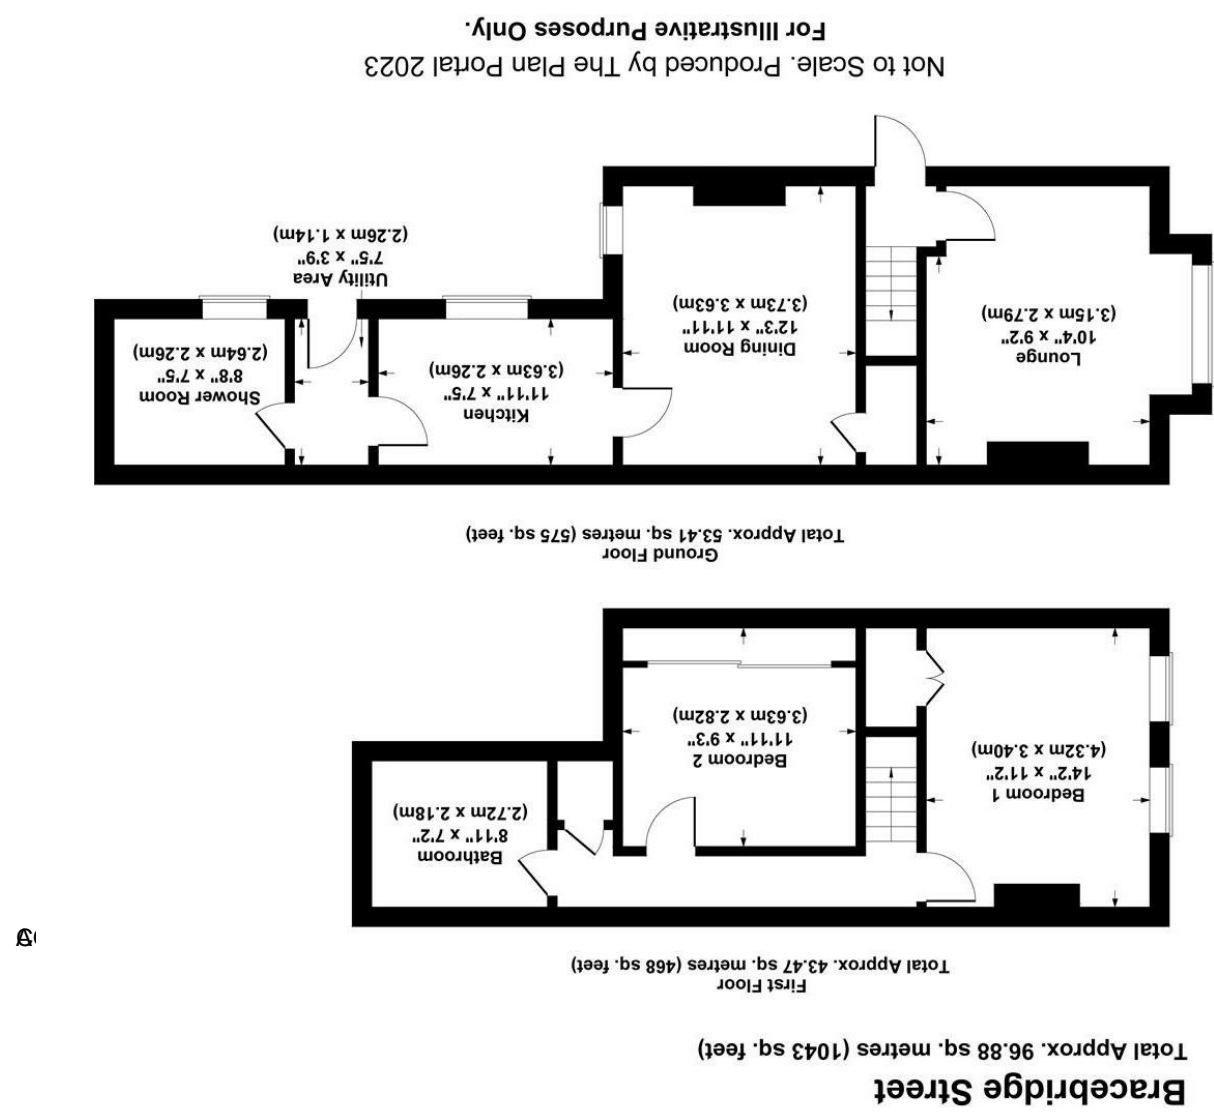 Bracebridge Street
Total Approx. 96.88 sq. metres (1043 sq. feet)
First Floor
Total Approx. 43.47 sq. metres (468 sq. feet)
Bedroom 1
14'2" x 11'2"
(4.32m x 3.40m)
Bedroom 2
11'11" x 9'3"
(3.63m x 2.82m)
Bathroom
8'11" x 7'2"
(2.72m x 2.18m)
Ground Floor
Total Approx. 53.41 sq. metres (575 sq. feet)
Lounge
10'4" x 9'2"
(3.15m x 2.79m)
Dining Room
12'3" x 11'11"
(3.73m x 3.63m)
Kitchen
11'11" x 7'5"
(3.63m x 2.26m)
Shower Room
8'8" x 7'5"
(2.64m x 2.26m)
Utility Area
7'5" x 3'9"
(2.26m x 1.14m)
Not to Scale. Produced by The Plan Portal 2023
For Illustrative Purposes Only.